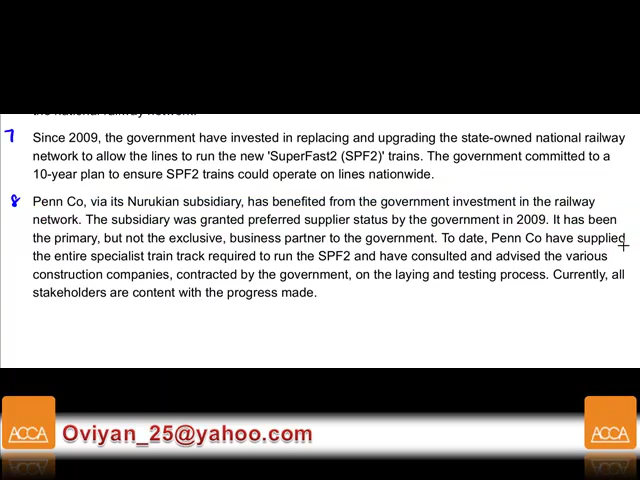 the national railway network.
7 Since 2009, the government have invested in replacing and upgrading the state-owned national railway
network to allow the lines to run the new 'SuperFast2 (SPF2)' trains. The government committed to a
10-year plan to ensure SPF2 trains could operate on lines nationwide.
8 Penn Co, via its Nurukian subsidiary, has benefited from the government investment in the railway
network. The subsidiary was granted preferred supplier status by the government in 2009. It has been
the primary, but not the exclusive, business partner to the government. To date, Penn Co have supplied
the entire specialist train track required to run the SPF2 and have consulted and advised the various
construction companies, contracted by the government, on the laying and testing process. Currently, all
stakeholders are content with the progress made.
ACCA Oviyan_25@yahoo.com ACCA